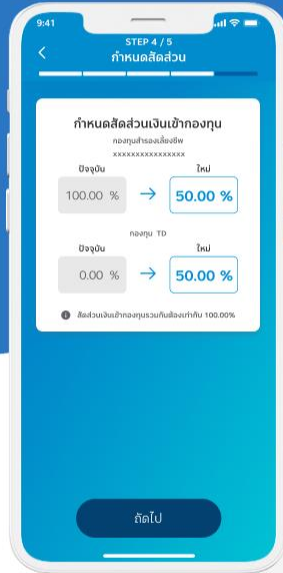 9:41
STEP 4 / 5
กำหนดสัดส่วน
กำหนดสัดส่วนเงินเข้ากองทุน
กองทุนสำรองเลี้ยงชีพ
xxxxxxxxxxxxxxxx
ปัจจุบัน ใหม่
100.00 % → 50.00 %
กองทุน TD
ปัจจุบัน ใหม่
0.00 % → 50.00 %
สัดส่วนเงินเข้ากองทุนรวมกันต้องเท่ากับ 100.00%
ถัดไป